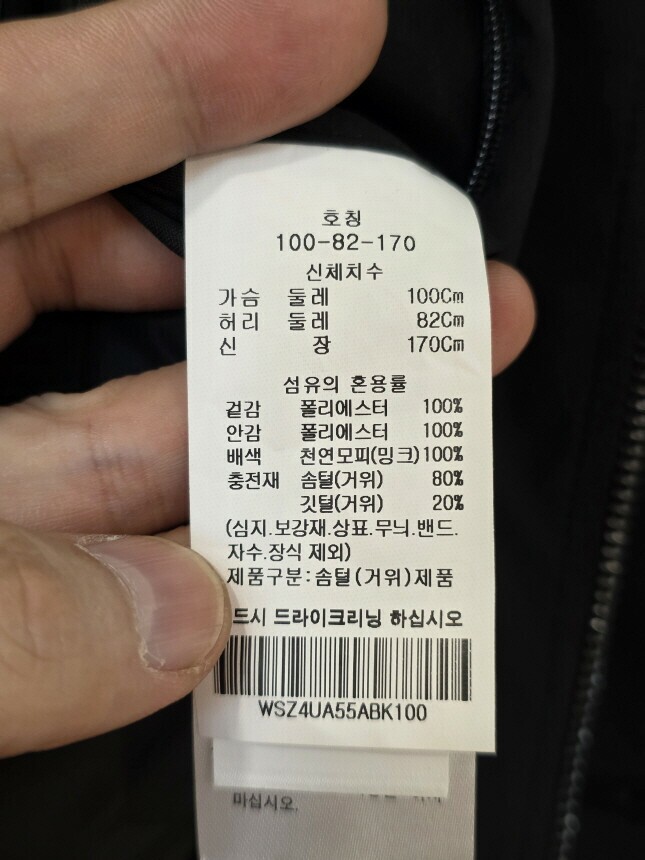 호칭
100-82-170
신체치수
가슴 둘레 100Cm
허리 둘레 82Cm
신 장 170Cm
섬유의 혼용률
겉감 폴리에스터 100%
안감 폴리에스터 100%
배색 천연모피(밍크)100%
충전재 솜털(거위) 80%
깃털(거위) 20%
(심지.보강재.상표.무늬.밴드.
자수.장식 제외)
제품구분:솜털(거위)제품
드시 드라이크리닝 하십시오
WSZ4UA55ABK100
마십시오.